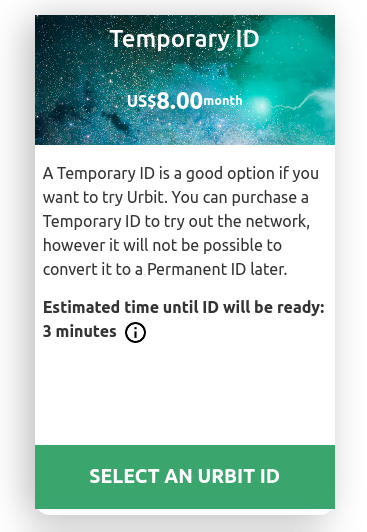 Temporary ID
US$8.00month
A Temporary ID is a good option if you
want to try Urbit. You can purchase a
Temporary ID to try out the network,
however it will not be possible to
convert it to a Permanent ID later.
Estimated time until ID will be ready:
3 minutes
SELECT AN URBIT ID